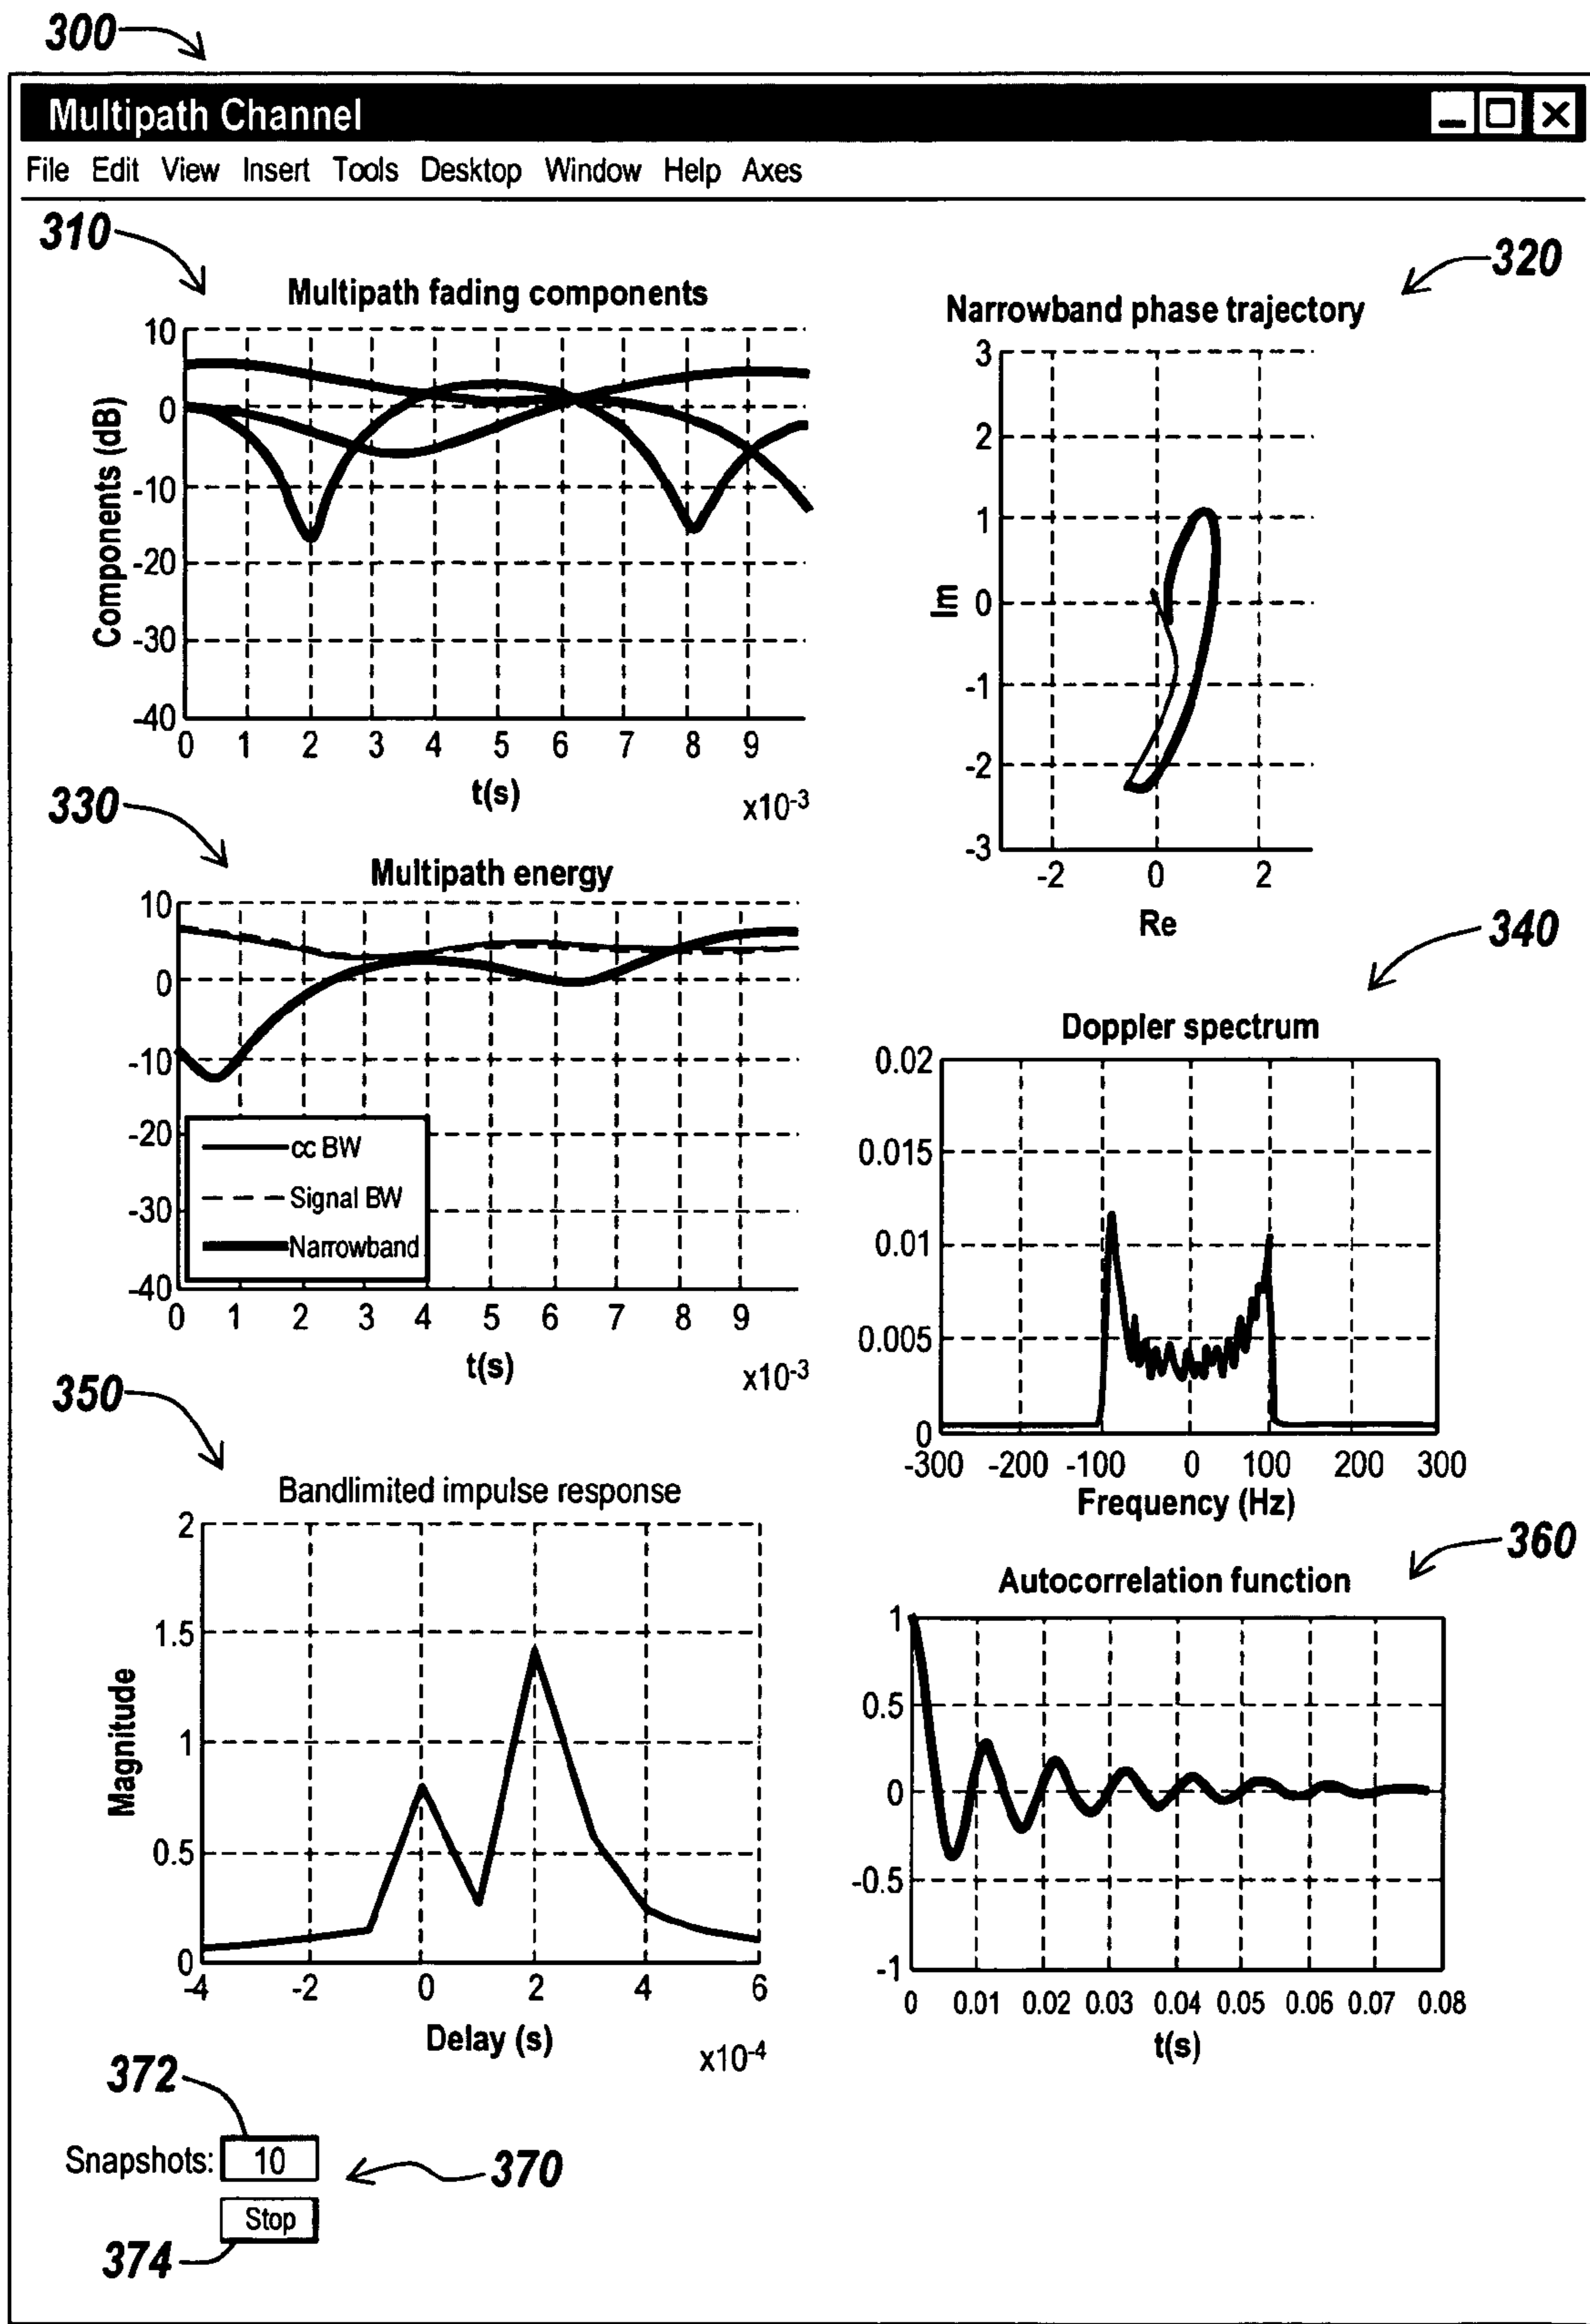 300
Multipath Channel
File Edit View Insert Tools Desktop Window Help Axes
310
Multipath fading components
10
0
-10
-20
-30
-40
Components (dB)
0 1 2 3 4 5 6 7 8 9
t(s)
x10-3
320
Narrowband phase trajectory
3
2
1
0
-1
-2
-3
Im
-2 0 2
Re
330
Multipath energy
10
0
-10
-20
-30
-40
cc BW
Signal BW
Narrowband
0 1 2 3 4 5 6 7 8 9
t(s)
x10-3
340
Doppler spectrum
0.02
0.015
0.01
0.005
0
-300 -200 -100 0 100 200 300
Frequency (Hz)
350
Bandlimited impulse response
2
1.5
1
0.5
0
Magnitude
-4 -2 0 2 4 6
Delay (s)
x10-4
360
Autocorrelation function
1
0.5
0
-0.5
-1
0 0.01 0.02 0.03 0.04 0.05 0.06 0.07 0.08
t(s)
372
Snapshots: 10
370
Stop
374